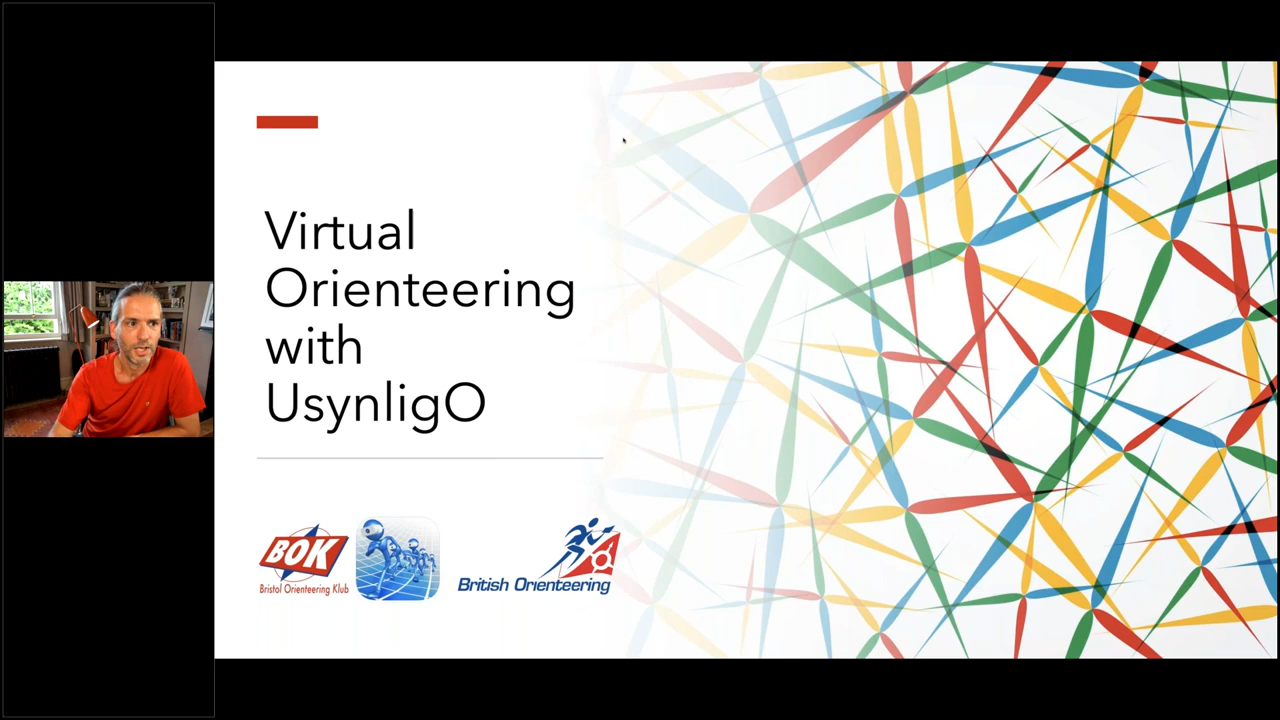 Virtual
Orienteering
with
UsynligO
BOK
Bristol Orienteering Klub
British Orienteering